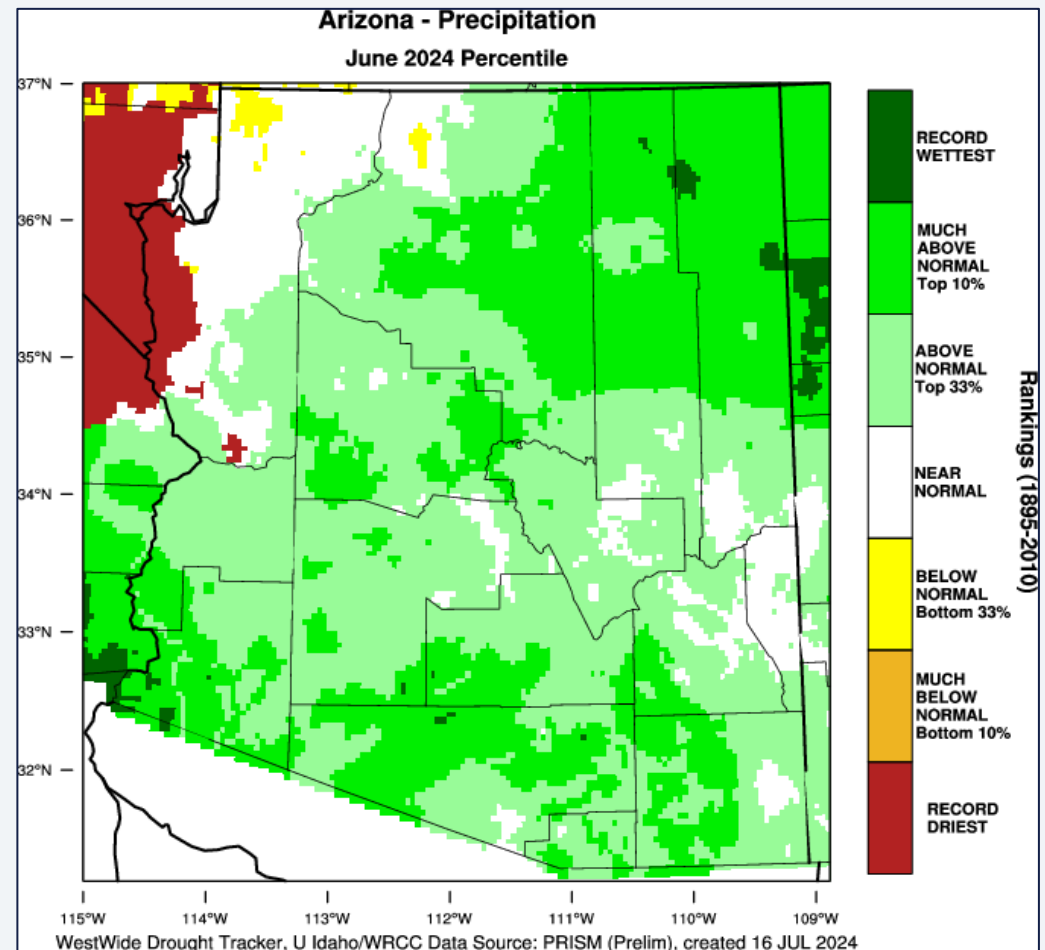 Arizona - Precipitation
June 2024 Percentile
37°N
36°N
35°N
34°N
33°N
32°N
115°W
114°W
113°W
112°W
111°W
110°W
109°W
RECORD
WETTEST
MUCH
ABOVE
NORMAL
Top 10%
ABOVE
NORMAL
Top 33%
NEAR
NORMAL
BELOW
NORMAL
Bottom 33%
MUCH
BELOW
NORMAL
Bottom 10%
RECORD
DRIEST
Rankings (1895-2010)
WestWide Drought Tracker, U Idaho/WRCC Data Source: PRISM (Prelim), created 16 JUL 2024